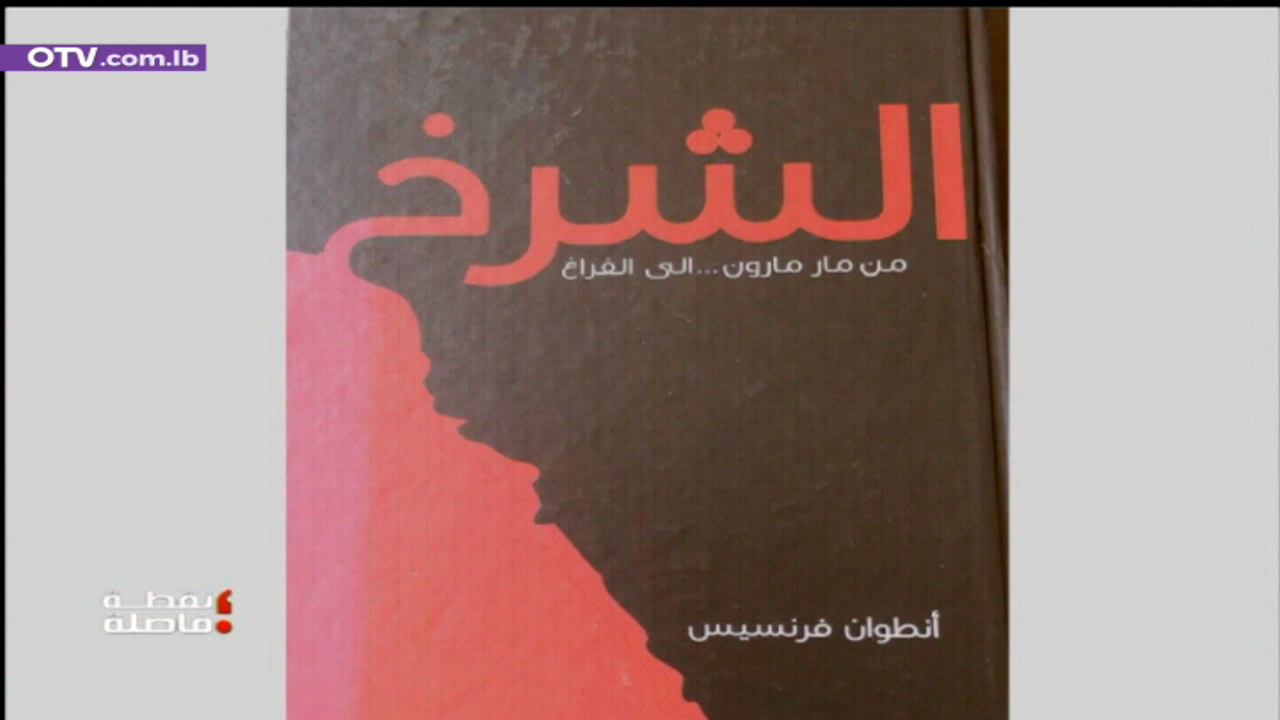 OTV.com.lb
الشرخ
من مار مارون...الى الفراغ
أنطوان فرنسيس
نقطة
فاصلة